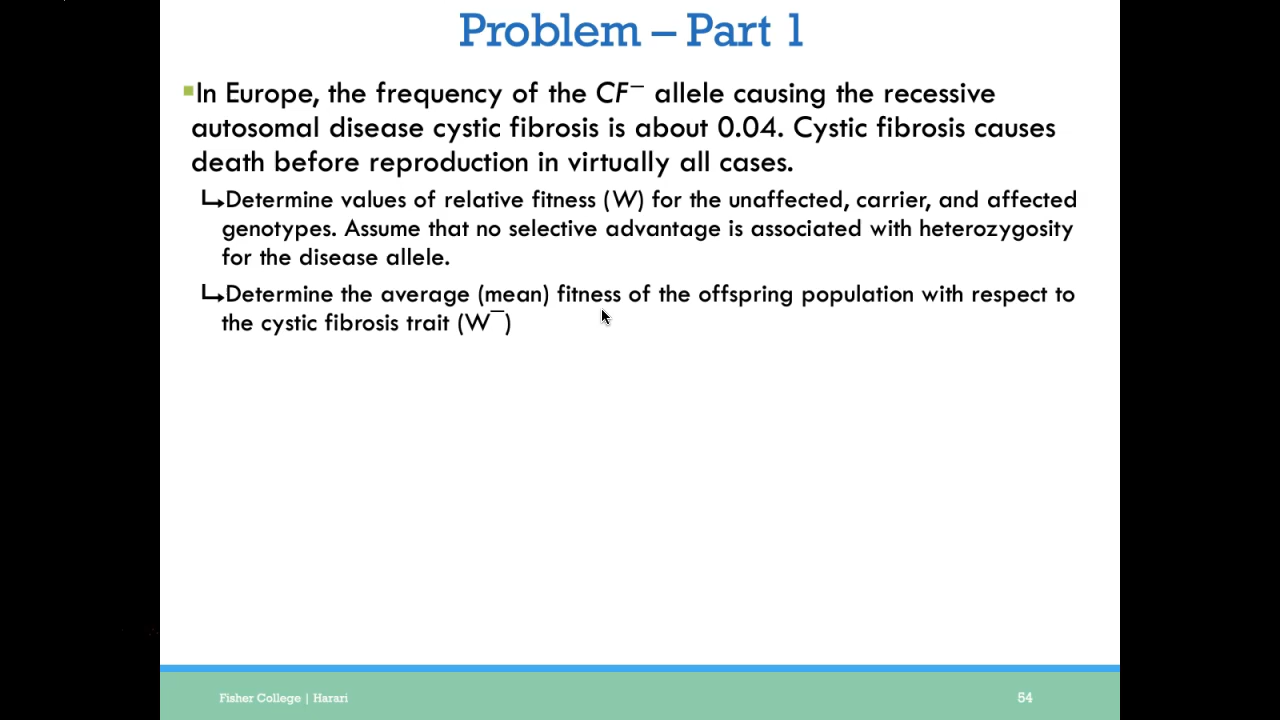 Problem – Part 1
In Europe, the frequency of the CF⁻ allele causing the recessive
autosomal disease cystic fibrosis is about 0.04. Cystic fibrosis causes
death before reproduction in virtually all cases.
Determine values of relative fitness (W) for the unaffected, carrier, and affected
genotypes. Assume that no selective advantage is associated with heterozygosity
for the disease allele.
Determine the average (mean) fitness of the offspring population with respect to
the cystic fibrosis trait (W¯)
Fisher College | Harari
54